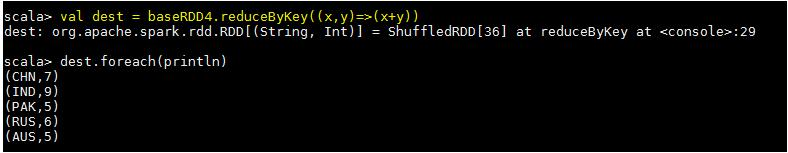 scala> val dest = baseRDD4.reduceByKey((x,y)=>(x+y))
dest: org.apache.spark.rdd.RDD[(String, Int)] = ShuffledRDD[36] at reduceByKey at <console>:29
scala> dest.foreach(println)
(CHN,7)
(IND,9)
(PAK,5)
(RUS,6)
(AUS,5)